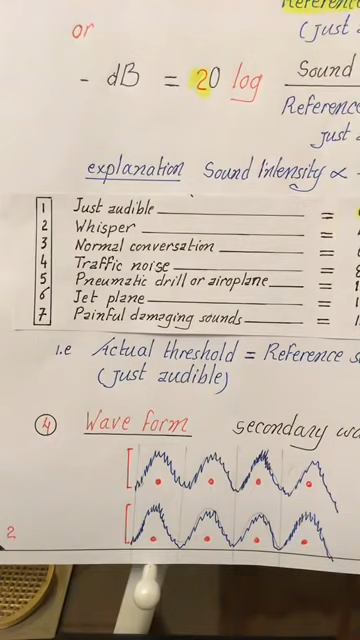 Reference
or
(just
- dB = 20 log Sound
Reference
just
explanation Sound Intensity ∝
1 Just audible =
2 Whisper =
3 Normal conversation =
4 Traffic noise =
5 Pneumatic drill or airoplane =
6 Jet plane =
7 Painful damaging sounds =
i.e Actual threshold = Reference
(just audible)
4 Wave form secondary
2